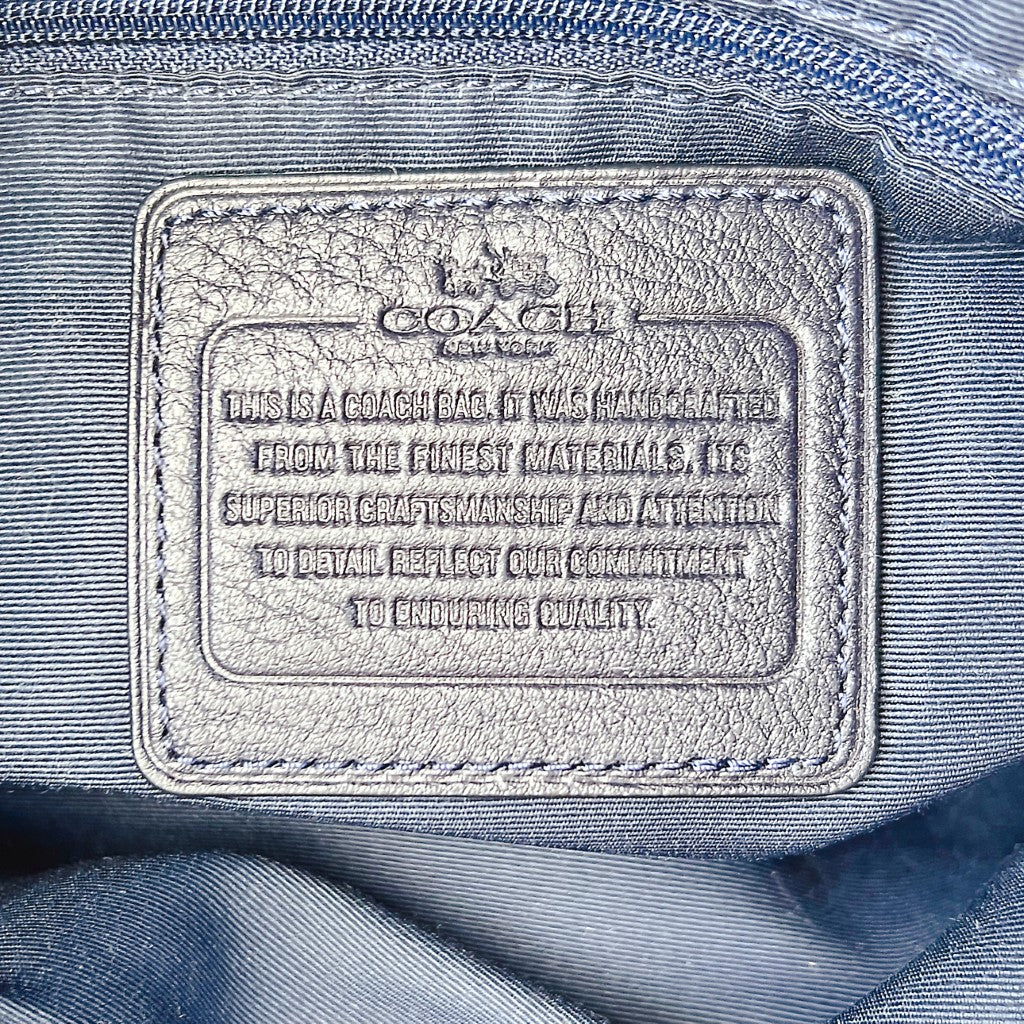 COACH
NEW YORK
THIS IS A COACH BAG. IT WAS HANDCRAFTED
FROM THE FINEST MATERIALS. ITS
SUPERIOR CRAFTSMANSHIP AND ATTENTION
TO DETAIL REFLECT OUR COMMITMENT
TO ENDURING QUALITY.